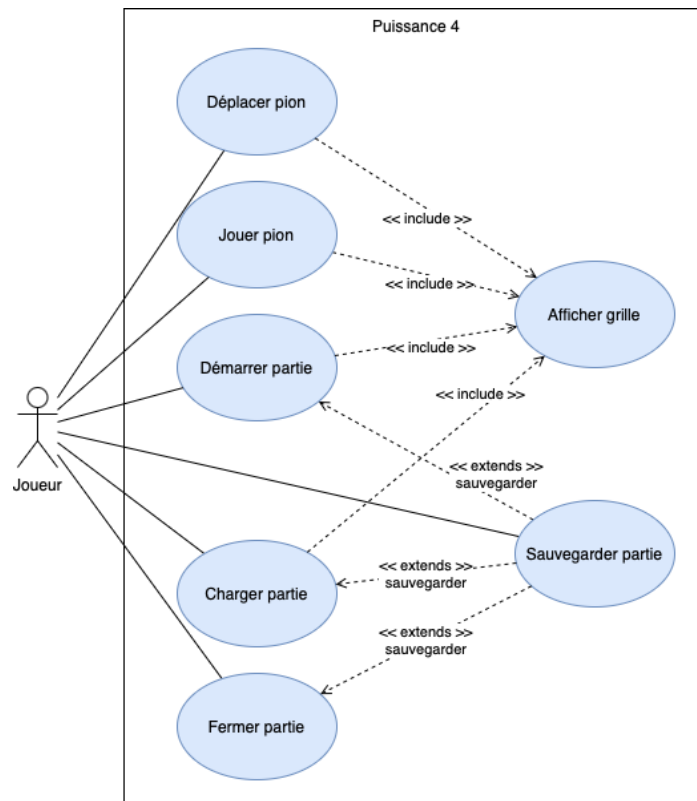 Puissance 4
Déplacer pion
<< include >>
Jouer pion
<< include >>
Afficher grille
Démarrer partie
<< include >>
<< include >>
Joueur
<< extends >>
sauvegarder
Sauvegarder partie
<< extends >>
sauvegarder
Charger partie
<< extends >>
sauvegarder
Fermer partie